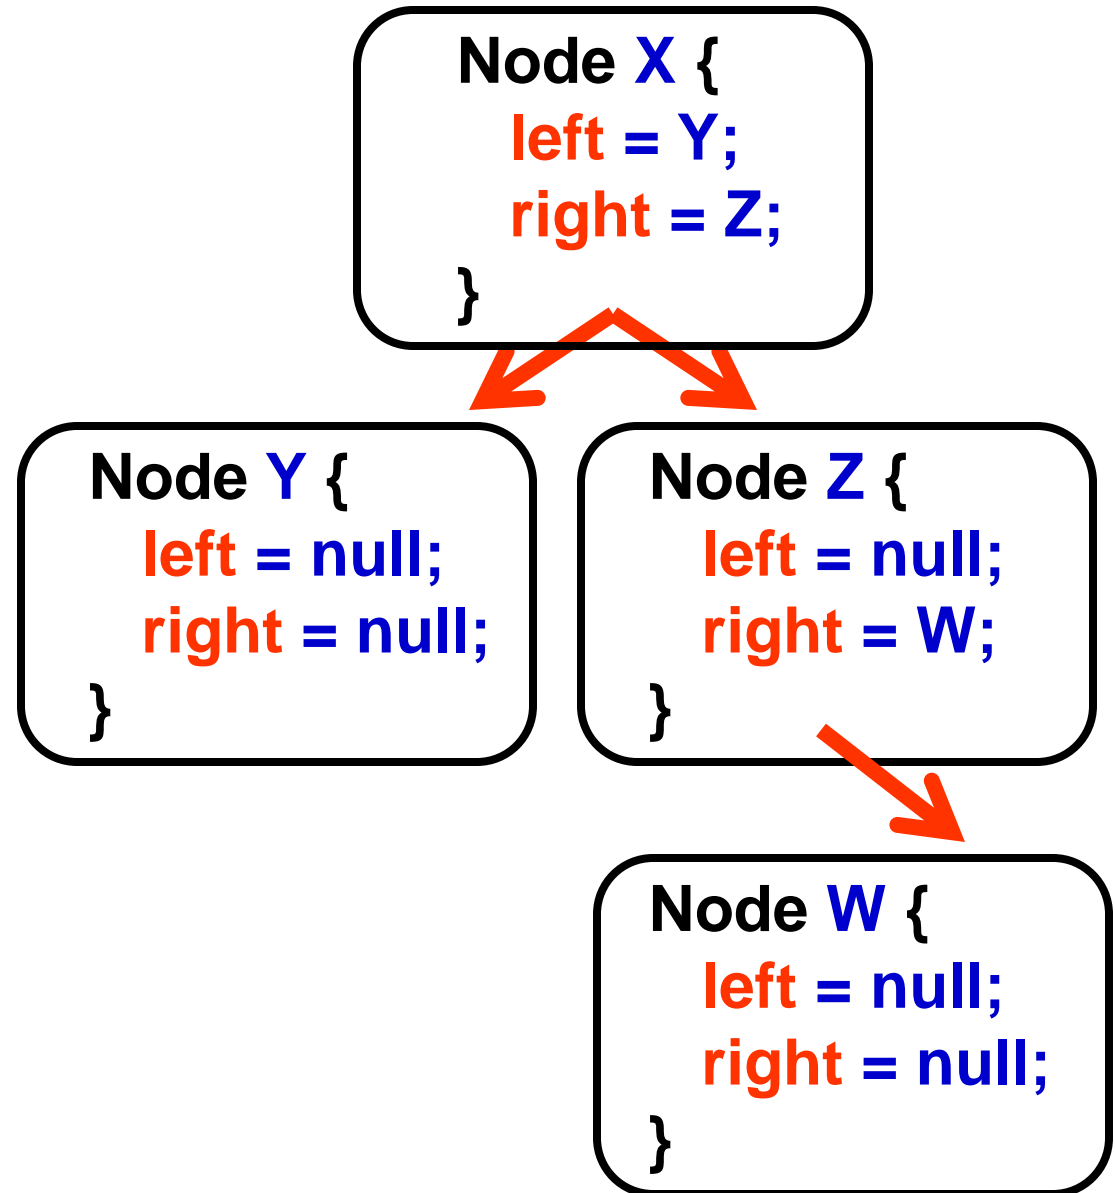 Node X {
left = Y;
right = Z;
}
Node Y {
left = null;
right = null;
}
Node Z {
left = null;
right = W;
}
Node W {
left = null;
right = null;
}